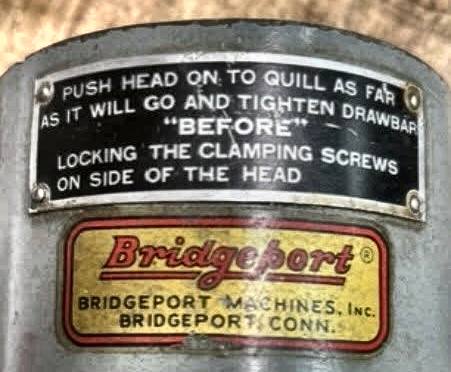 PUSH HEAD ON TO QUILL AS FAR
AS IT WILL GO AND TIGHTEN DRAWBAR
"BEFORE"
LOCKING THE CLAMPING SCREWS
ON SIDE OF THE HEAD
Bridgeport®
BRIDGEPORT MACHINES, INC.
BRIDGEPORT, CONN.